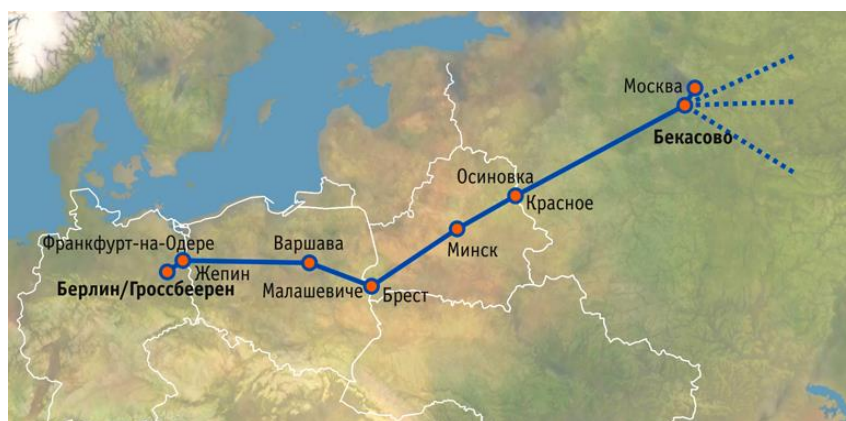 Москва
Бекасово
Осиновка
Красное
Минск
Франкфурт-на-Одере
Варшава
Жепин
Берлин/Гроссбеерен
Малашевиче
Брест